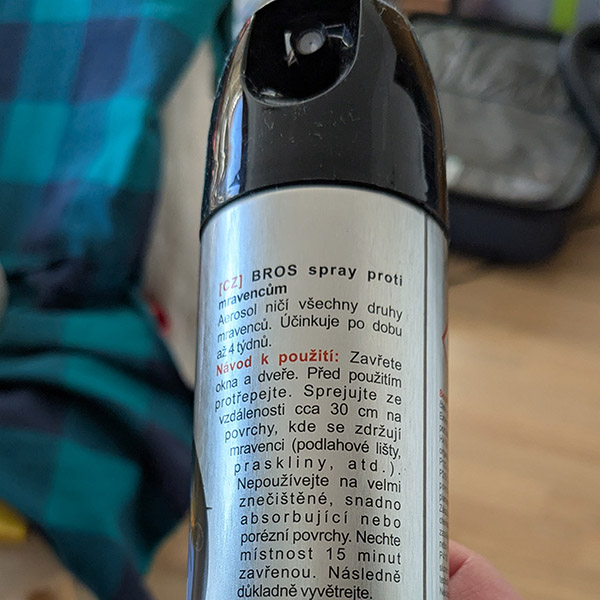 [CZ] BROS spray proti
mravencům
Aerosol ničí všechny druhy
mravenců. Účinkuje po dobu
až 4 týdnů.
Návod k použití: Zavřete
okna a dveře. Před použitím
protřepejte. Sprejujte ze
vzdálenosti cca 30 cm na
povrchy, kde se zdržují
mravenci (podlahové lišty,
praskliny, atd.).
Nepoužívejte na velmi
znečištěné, snadno
absorbující nebo
porézní povrchy. Nechte
místnost 15 minut
zavřenou. Následně
důkladně vyvětrejte.